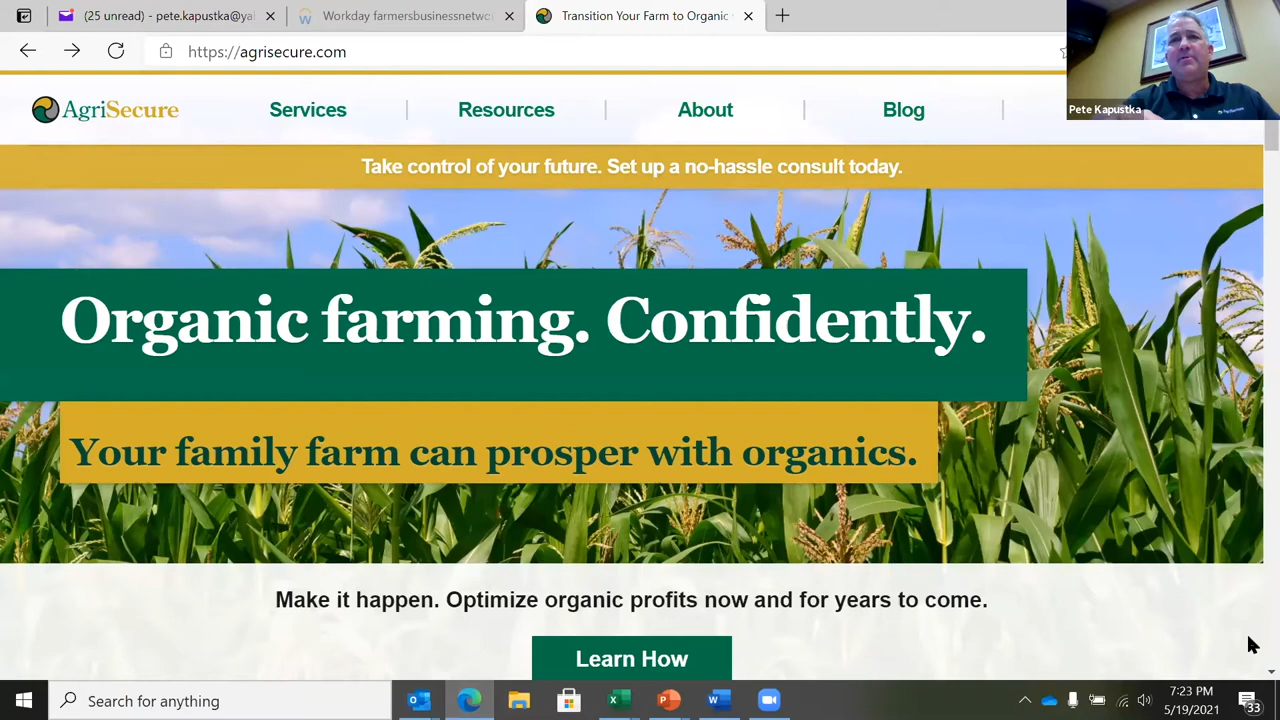 (25 unread) - pete.kapustka@ya
Workday farmersbusinessnetwo
Transition Your Farm to Organic
https://agrisecure.com
Pete Kapustka
AgriSecure
Services
Resources
About
Blog
Take control of your future. Set up a no-hassle consult today.
Organic farming. Confidently.
Your family farm can prosper with organics.
Make it happen. Optimize organic profits now and for years to come.
Learn How
Search for anything
7:23 PM
5/19/2021
33